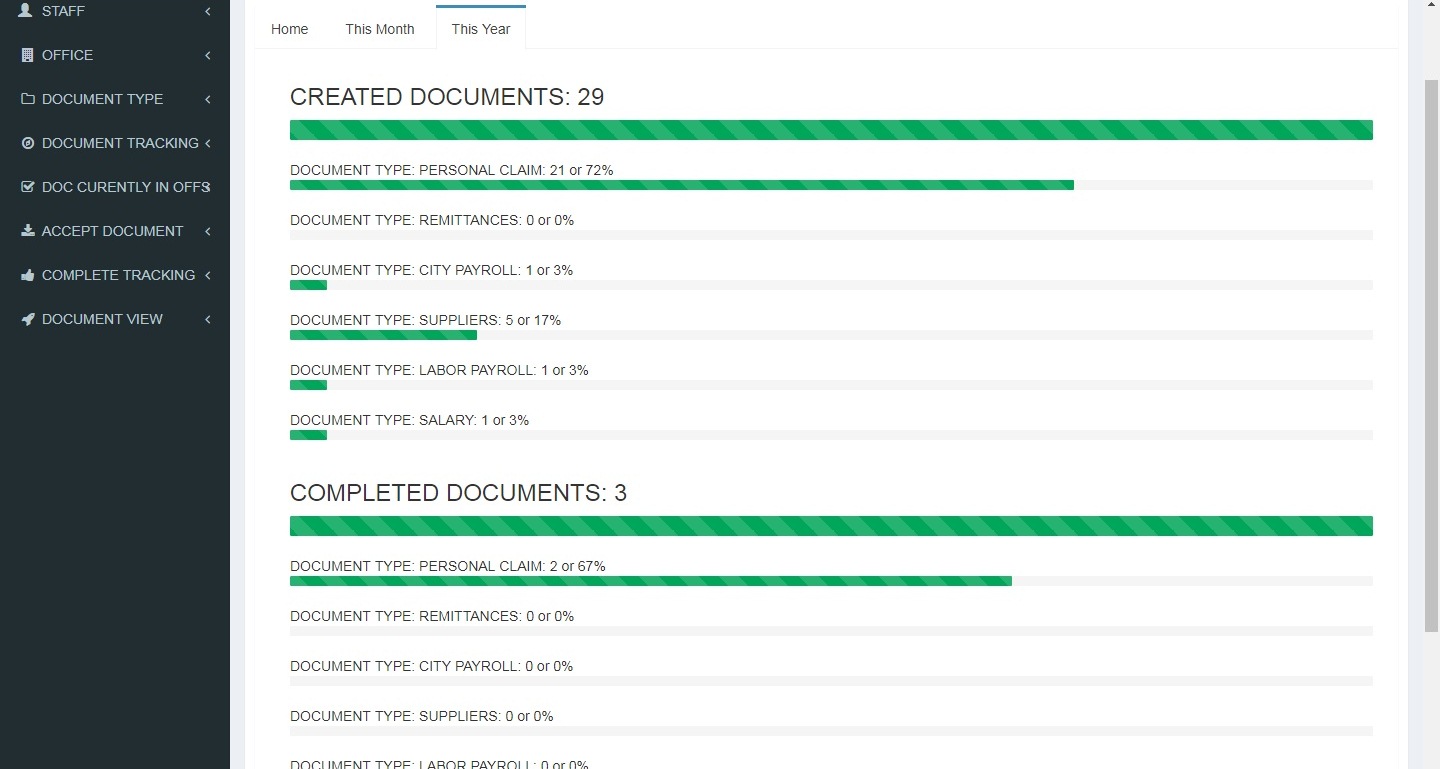 STAFF
OFFICE
DOCUMENT TYPE
DOCUMENT TRACKING
DOC CURENTLY IN OFFS
ACCEPT DOCUMENT
COMPLETE TRACKING
DOCUMENT VIEW
Home This Month This Year
CREATED DOCUMENTS: 29
DOCUMENT TYPE: PERSONAL CLAIM: 21 or 72%
DOCUMENT TYPE: REMITTANCES: 0 or 0%
DOCUMENT TYPE: CITY PAYROLL: 1 or 3%
DOCUMENT TYPE: SUPPLIERS: 5 or 17%
DOCUMENT TYPE: LABOR PAYROLL: 1 or 3%
DOCUMENT TYPE: SALARY: 1 or 3%
COMPLETED DOCUMENTS: 3
DOCUMENT TYPE: PERSONAL CLAIM: 2 or 67%
DOCUMENT TYPE: REMITTANCES: 0 or 0%
DOCUMENT TYPE: CITY PAYROLL: 0 or 0%
DOCUMENT TYPE: SUPPLIERS: 0 or 0%
DOCUMENT TYPE: LABOR PAYROLL: 0 or 0%